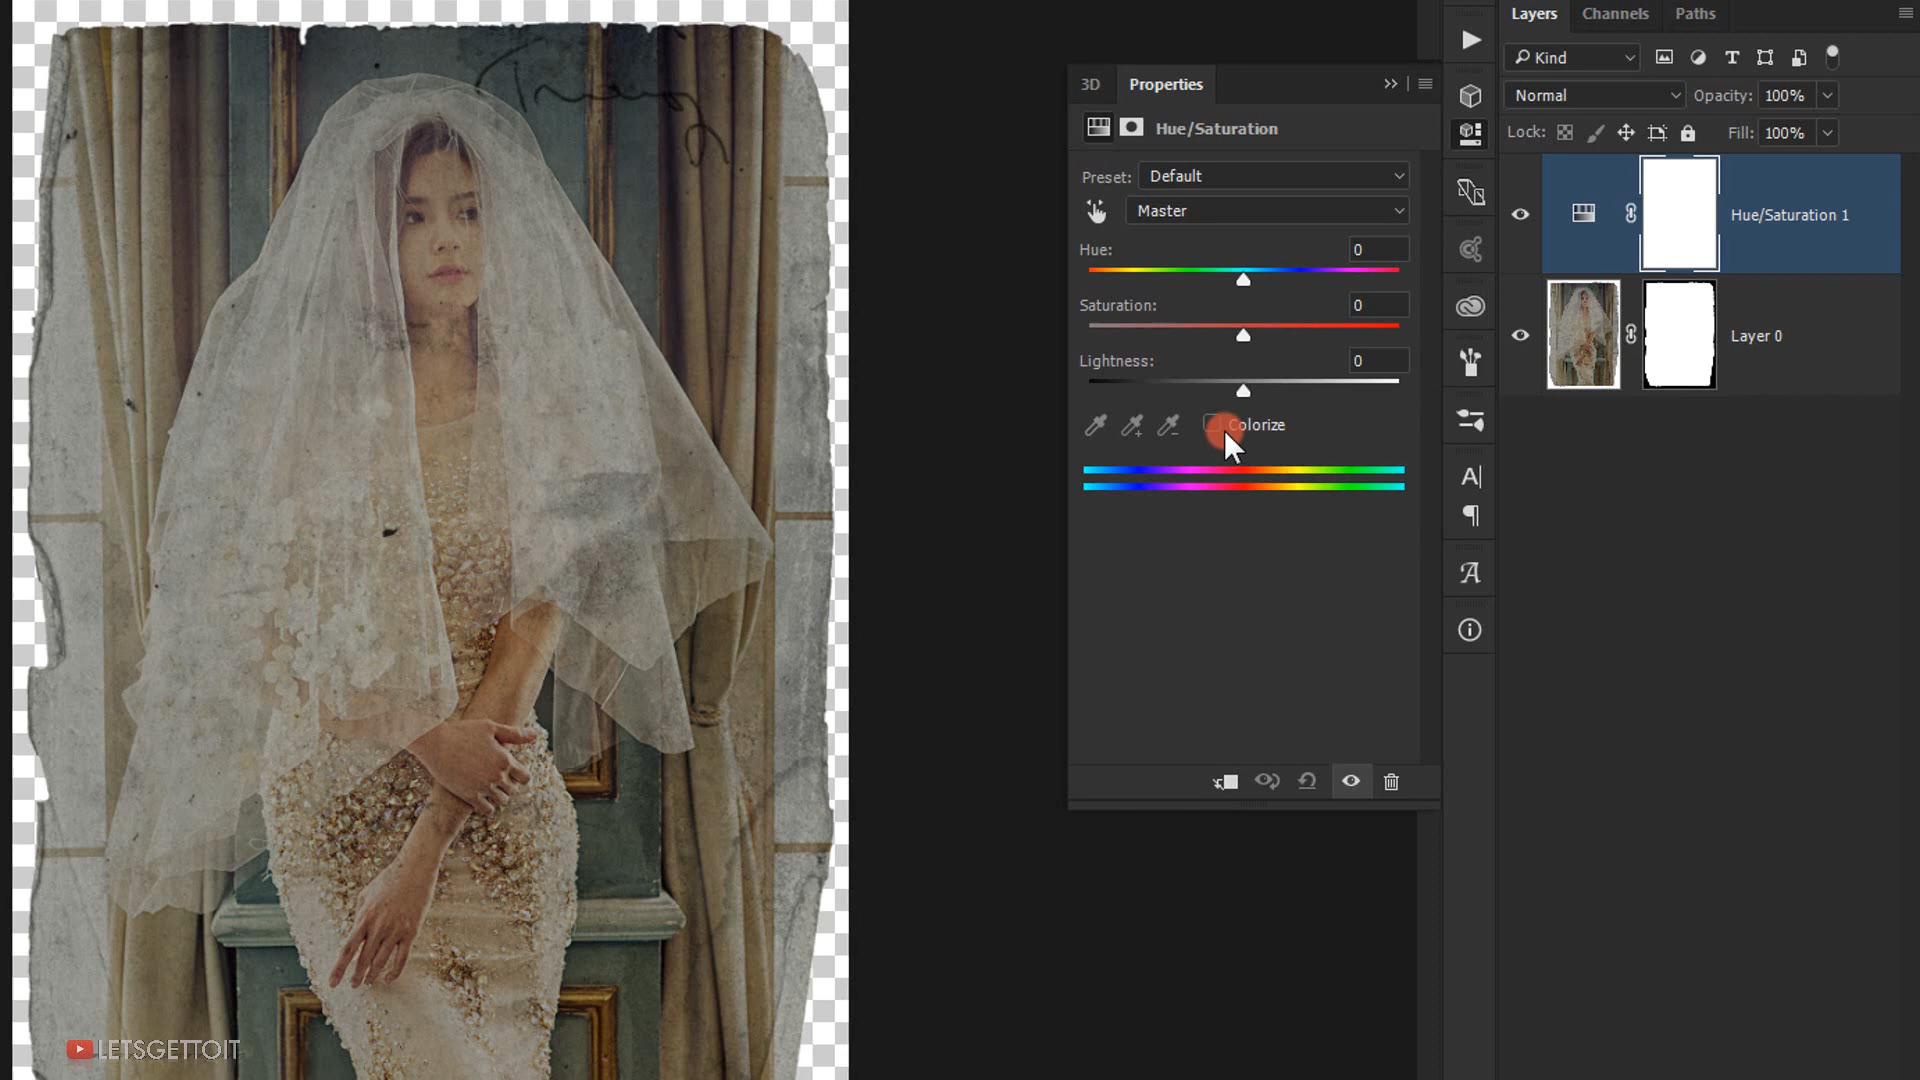 Layers Channels Paths
Kind
Normal Opacity: 100%
Lock: Fill: 100%
3D Properties
Hue/Saturation
Preset: Default
Master
Hue: 0
Saturation: 0
Lightness: 0
Colorize
Hue/Saturation 1
Layer 0
LETSGETTOIT